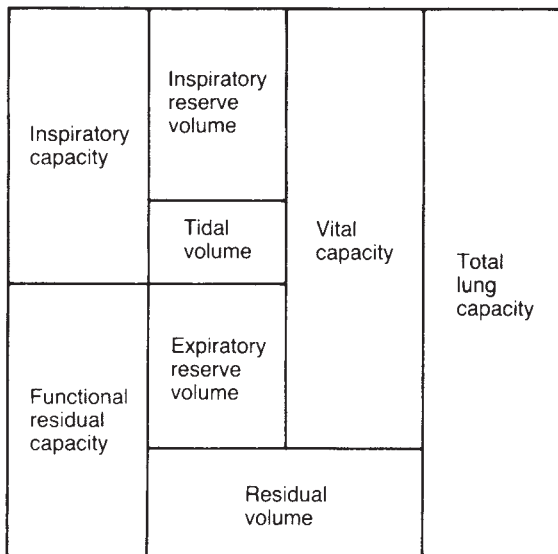 Inspiratory
capacity
Functional
residual
capacity
Inspiratory
reserve
volume
Tidal
volume
Expiratory
reserve
volume
Residual
volume
Vital
capacity
Total
lung
capacity